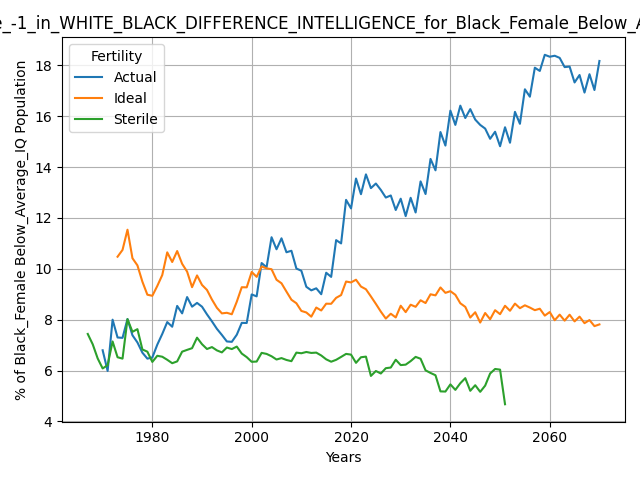 e_-1_in_WHITE_BLACK_DIFFERENCE_INTELLIGENCE_for_Black_Female_Below_A
Fertility
Actual
Ideal
Sterile
% of Black_Female Below_Average_IQ Population
18
16
14
12
10
8
6
4
1980
2000
2020
2040
2060
Years